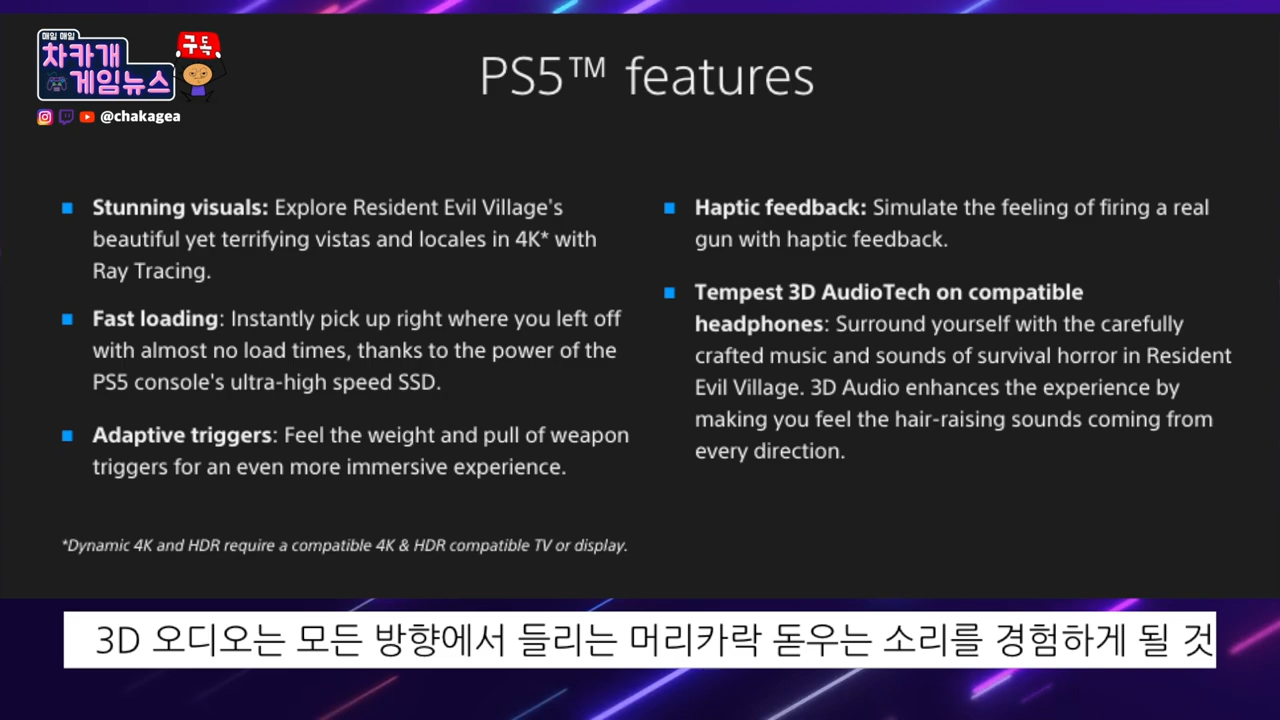 매일 매일
차카개
게임뉴스
구독
@chakagea
PS5™ features
Stunning visuals: Explore Resident Evil Village's
beautiful yet terrifying vistas and locales in 4K* with
Ray Tracing.
Fast loading: Instantly pick up right where you left off
with almost no load times, thanks to the power of the
PS5 console's ultra-high speed SSD.
Adaptive triggers: Feel the weight and pull of weapon
triggers for an even more immersive experience.
Haptic feedback: Simulate the feeling of firing a real
gun with haptic feedback.
Tempest 3D AudioTech on compatible
headphones: Surround yourself with the carefully
crafted music and sounds of survival horror in Resident
Evil Village. 3D Audio enhances the experience by
making you feel the hair-raising sounds coming from
every direction.
*Dynamic 4K and HDR require a compatible 4K & HDR compatible TV or display.
3D 오디오는 모든 방향에서 들리는 머리카락 돋우는 소리를 경험하게 될 것